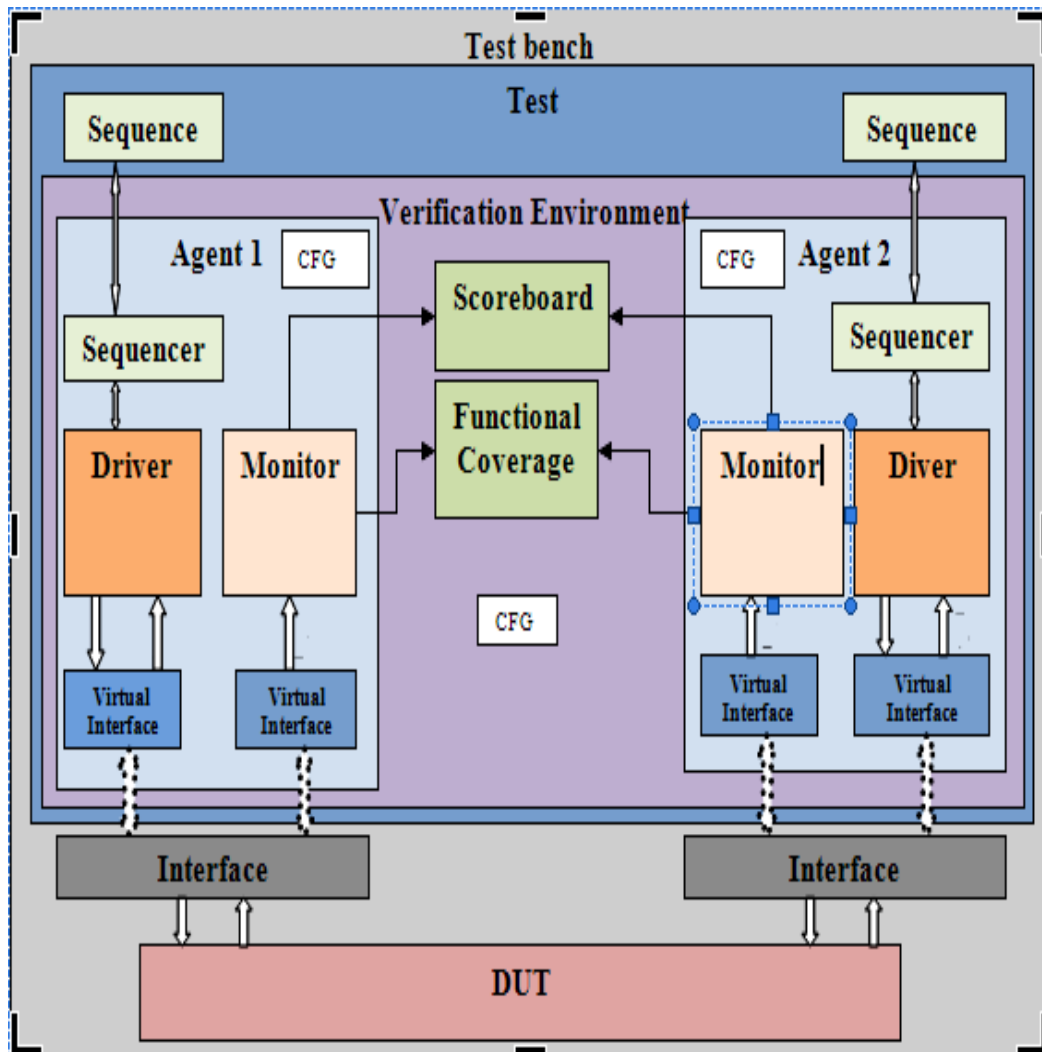 Test bench
Test
Sequence
Sequence
Verification Environment
Agent 1
CFG
CFG
Agent 2
Scoreboard
Sequencer
Sequencer
Functional
Coverage
Driver
Monitor
Monitor
Diver
CFG
Virtual
Interface
Virtual
Interface
Virtual
Interface
Virtual
Interface
Interface
Interface
DUT